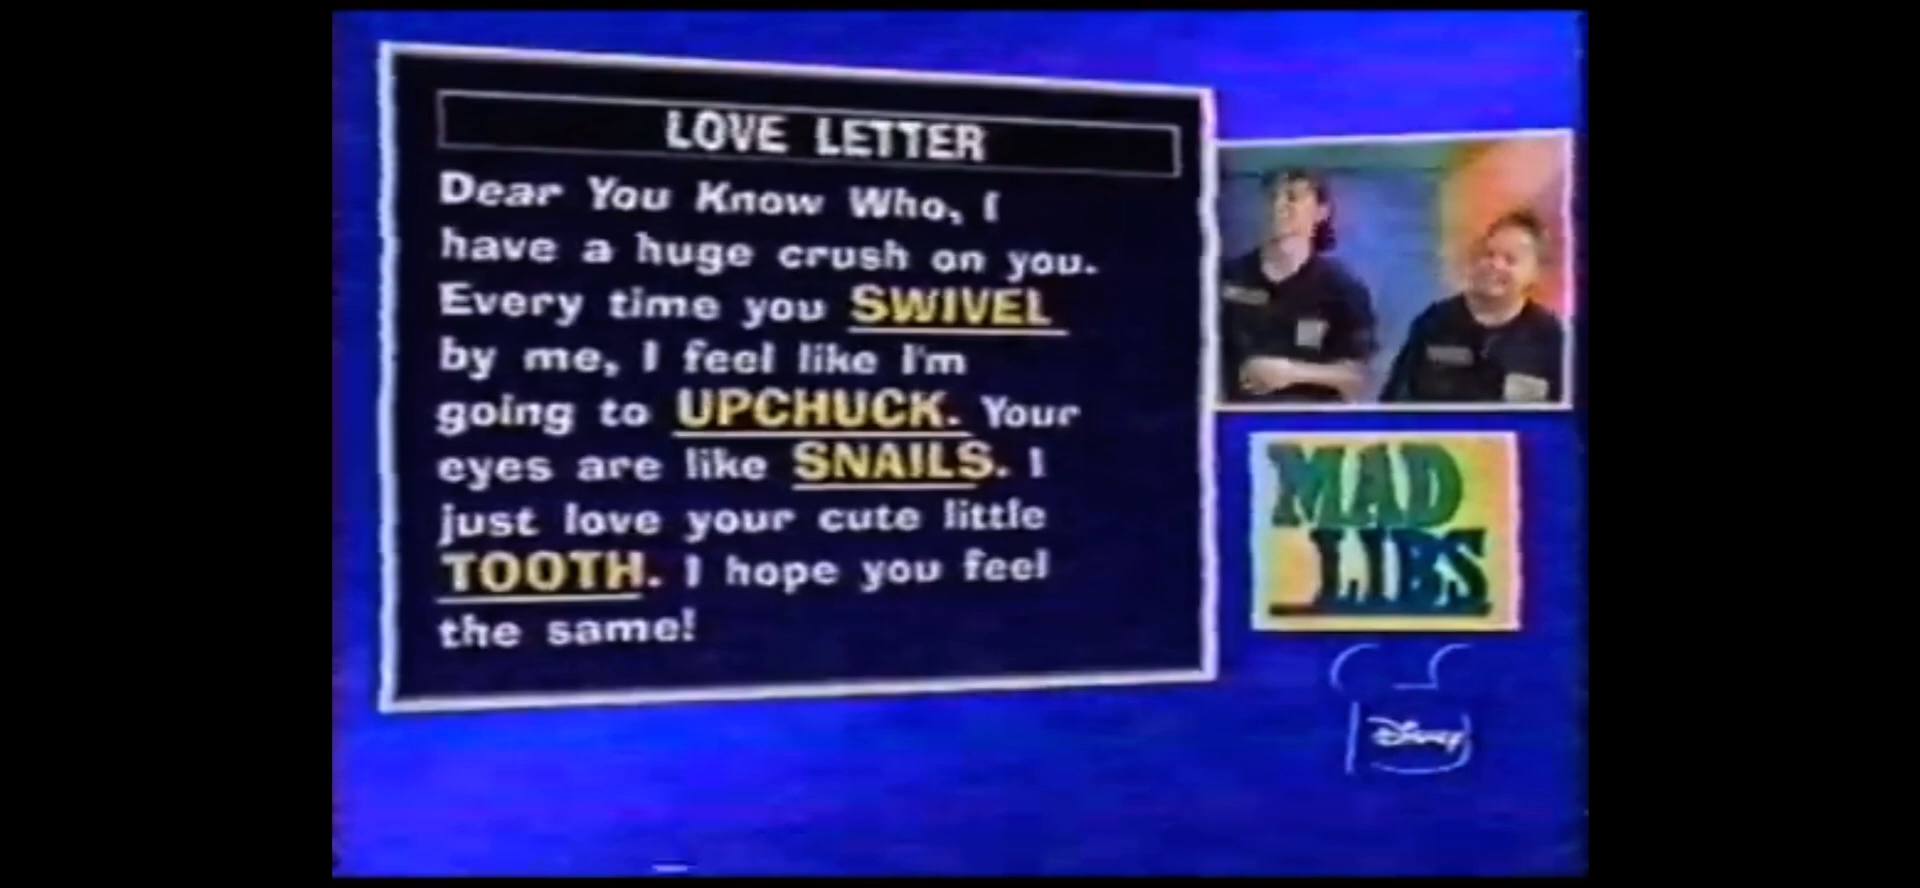 LOVE LETTER
Dear You Know Who, I
have a huge crush on you.
Every time you SWIVEL
by me, I feel like I'm
going to UPCHUCK. Your
eyes are like SNAILS. I
just love your cute little
TOOTH. I hope you feel
the same!
MAD
LIBS
Disney